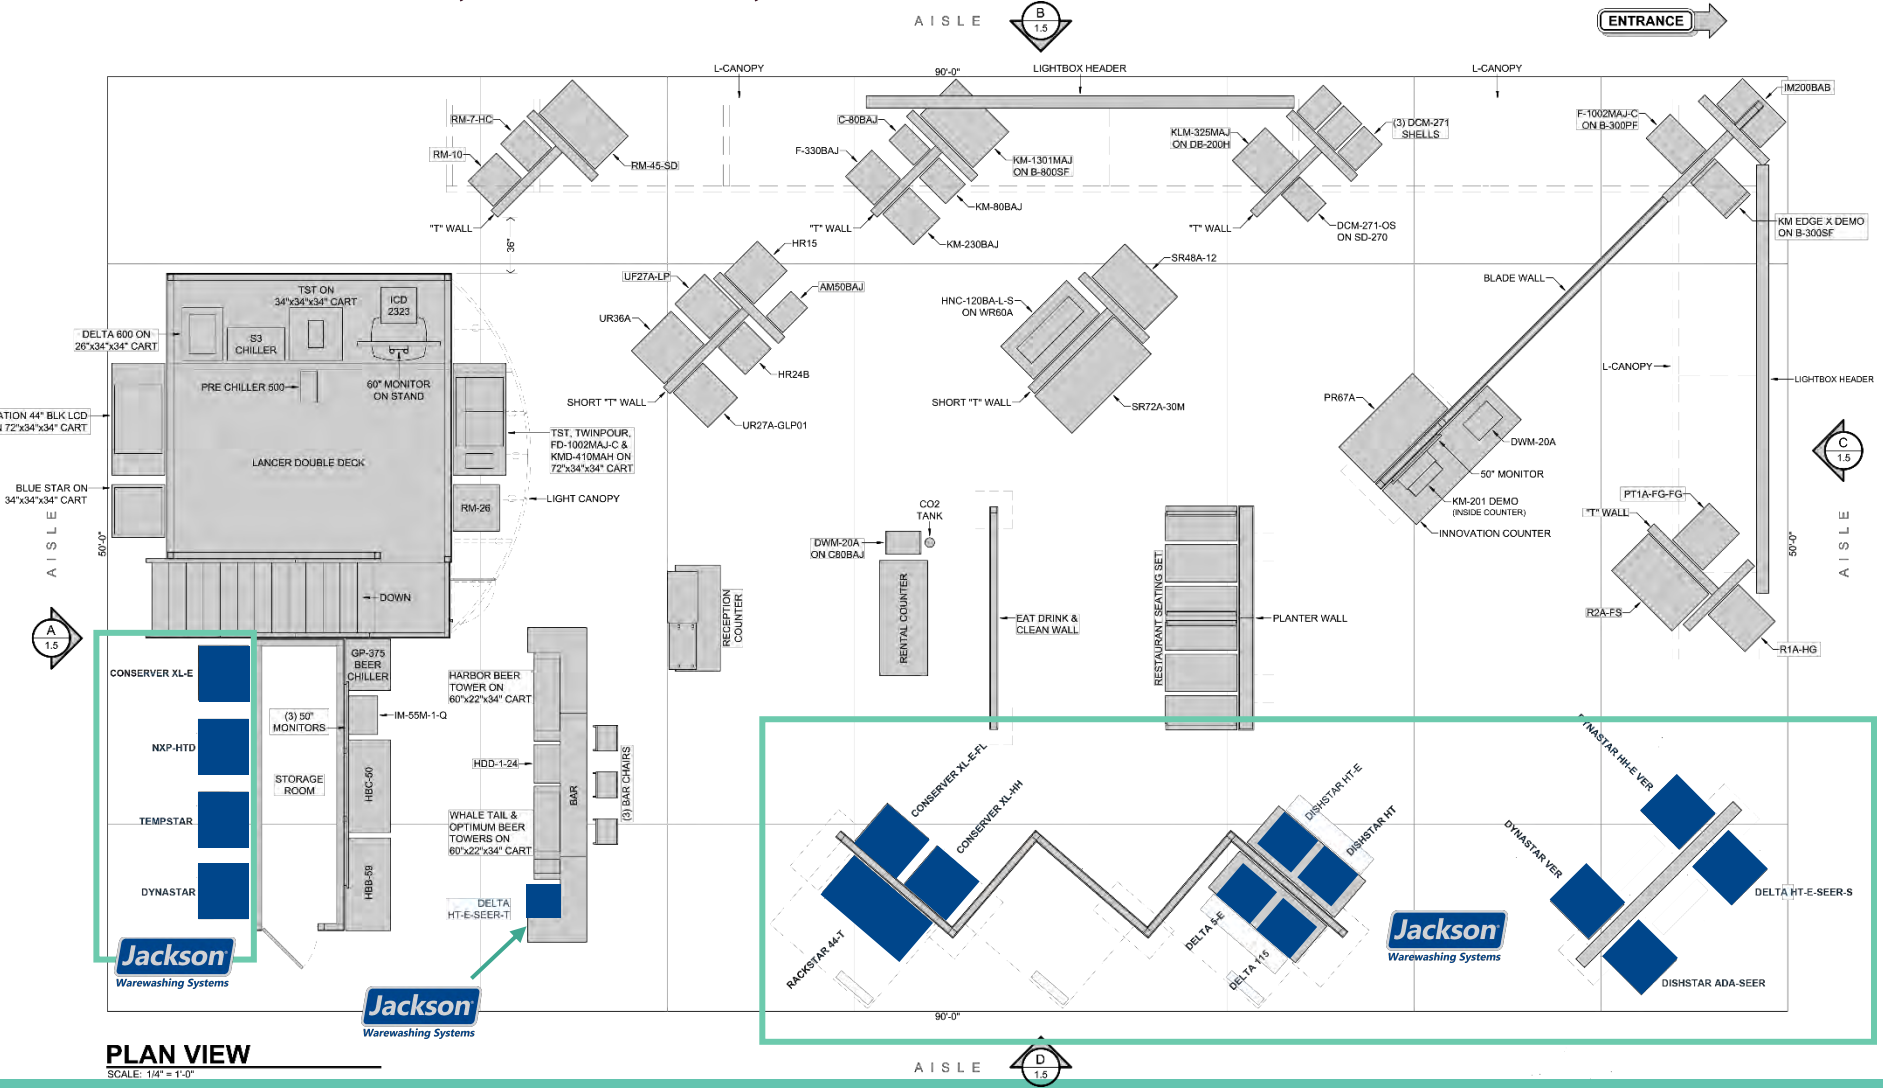 AISLE
B
1.5
ENTRANCE
L-CANOPY
90'-0"
LIGHTBOX HEADER
L-CANOPY
IM200BAB
RM-7-HC
C-80BAJ
KLM-325MAJ
ON DB-200H
(3) DCM-271
SHELLS
F-1002MAJ-C
ON B-300PF
RM-10
RM-45-SD
F-330BAJ
KM-1301MAJ
ON B-800SF
KM-80BAJ
"T" WALL
"T" WALL
KM-230BAJ
"T" WALL
DCM-271-OS
ON SD-270
KM EDGE X DEMO
ON B-300SF
36"
HR15
UF27A-LP
AM50BAJ
SR48A-12
BLADE WALL
TST ON
34"x34"x34" CART
ICD
2323
HNC-120BA-L-S
ON WR60A
UR36A
DELTA 600 ON
26"x34"x34" CART
S3
CHILLER
L-CANOPY
LIGHTBOX HEADER
PRE CHILLER 500
60" MONITOR
ON STAND
HR24B
SHORT "T" WALL
SHORT "T" WALL
SR72A-30M
PR67A
ATION 44" BLK LCD
72"x34"x34" CART
UR27A-GLP01
TST, TWINPOUR,
FD-1002MAJ-C &
KMD-410MAH ON
72"x34"x34" CART
DWM-20A
C
1.5
LANCER DOUBLE DECK
50" MONITOR
BLUE STAR ON
34"x34"x34" CART
LIGHT CANOPY
RM-26
KM-201 DEMO
(INSIDE COUNTER)
PT1A-FG-FG
"T" WALL
CO2
TANK
INNOVATION COUNTER
AISLE
50'-0"
DWM-20A
ON C80BAJ
50'-0"
AISLE
DOWN
RECEPTION
COUNTER
RENTAL COUNTER
EAT DRINK &
CLEAN WALL
RESTAURANT SEATING SET
PLANTER WALL
R2A-FS
R1A-HG
A
1.5
GP-375
BEER
CHILLER
CONSERVER XL-E
HARBOR BEER
TOWER ON
60"x22"x34" CART
(3) 50"
MONITORS
IM-55M-1-Q
NXP-HTD
HDD-1-24
STORAGE
ROOM
HBC-50
BAR
(3) BAR CHAIRS
TEMPSTAR
WHALE TAIL &
OPTIMUM BEER
TOWERS ON
60"x22"x34" CART
DYNASTAR
HBB-59
DELTA
HT-E-SEER-T
CONSERVER XL-E-FL
CONSERVER XL-HH
RACKSTAR 44-T
DISHSTAR HT-E
DISHSTAR HT
DELTA 5-E
DELTA 115
DYNASTAR HH-E VER
DYNASTAR VER
DELTA HT-E-SEER-S
DISHSTAR ADA-SEER
Jackson
Warewashing Systems
Jackson
Warewashing Systems
Jackson
Warewashing Systems
90'-0"
PLAN VIEW
SCALE: 1/4" = 1'-0"
AISLE
D
1.5